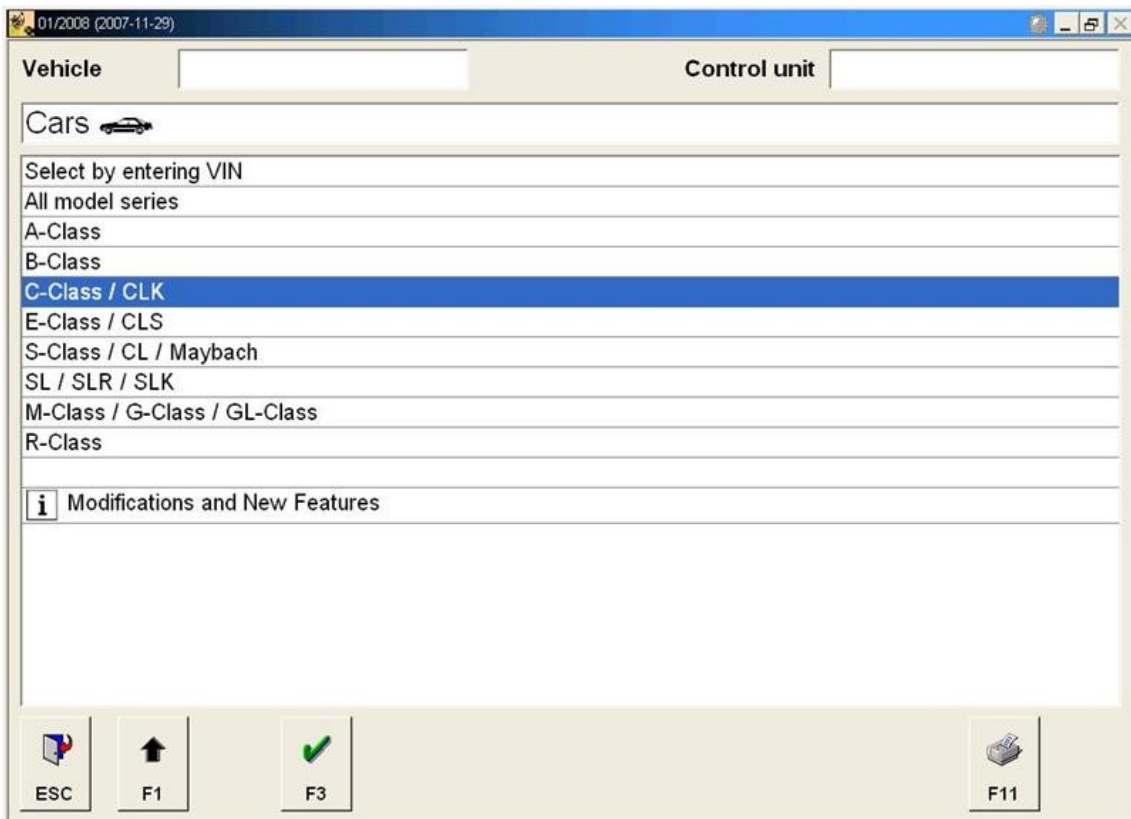 01/2008 (2007-11-29)
Vehicle Control unit
Cars
Select by entering VIN
All model series
A-Class
B-Class
C-Class / CLK
E-Class / CLS
S-Class / CL / Maybach
SL / SLR / SLK
M-Class / G-Class / GL-Class
R-Class
i Modifications and New Features
ESC F1 F3 F11